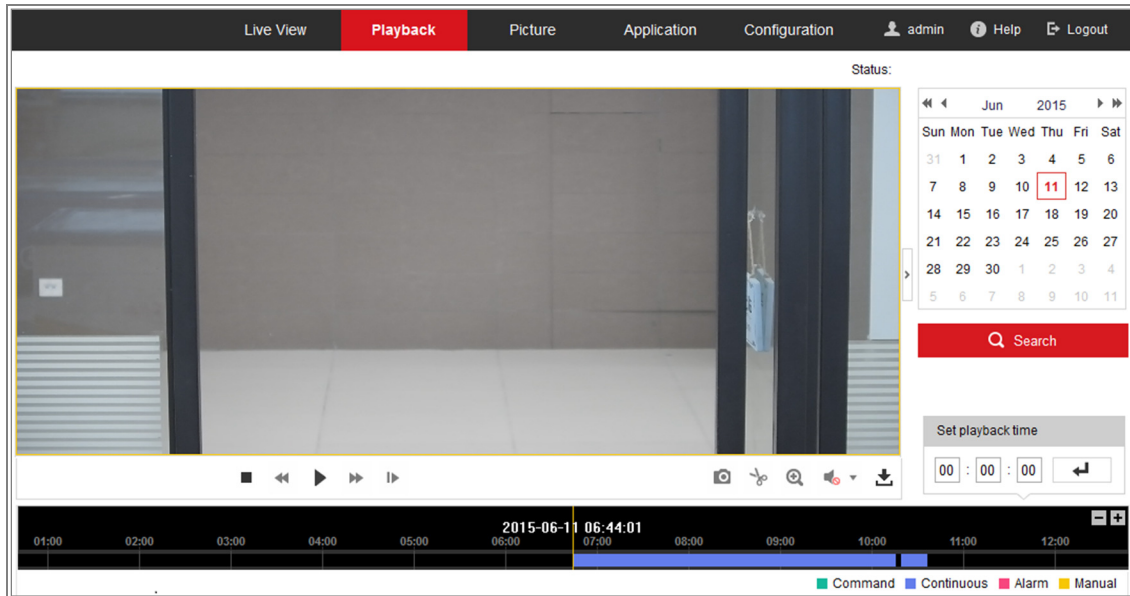 Live View Playback Picture Application Configuration admin Help Logout
Status:
Jun 2015
Sun Mon Tue Wed Thu Fri Sat
31 1 2 3 4 5 6
7 8 9 10 11 12 13
14 15 16 17 18 19 20
21 22 23 24 25 26 27
28 29 30 1 2 3 4
5 6 7 8 9 10 11
Search
Set playback time
00 : 00 : 00
2015-06-11 06:44:01
01:00 02:00 03:00 04:00 05:00 06:00 07:00 08:00 09:00 10:00 11:00 12:00
Command Continuous Alarm Manual